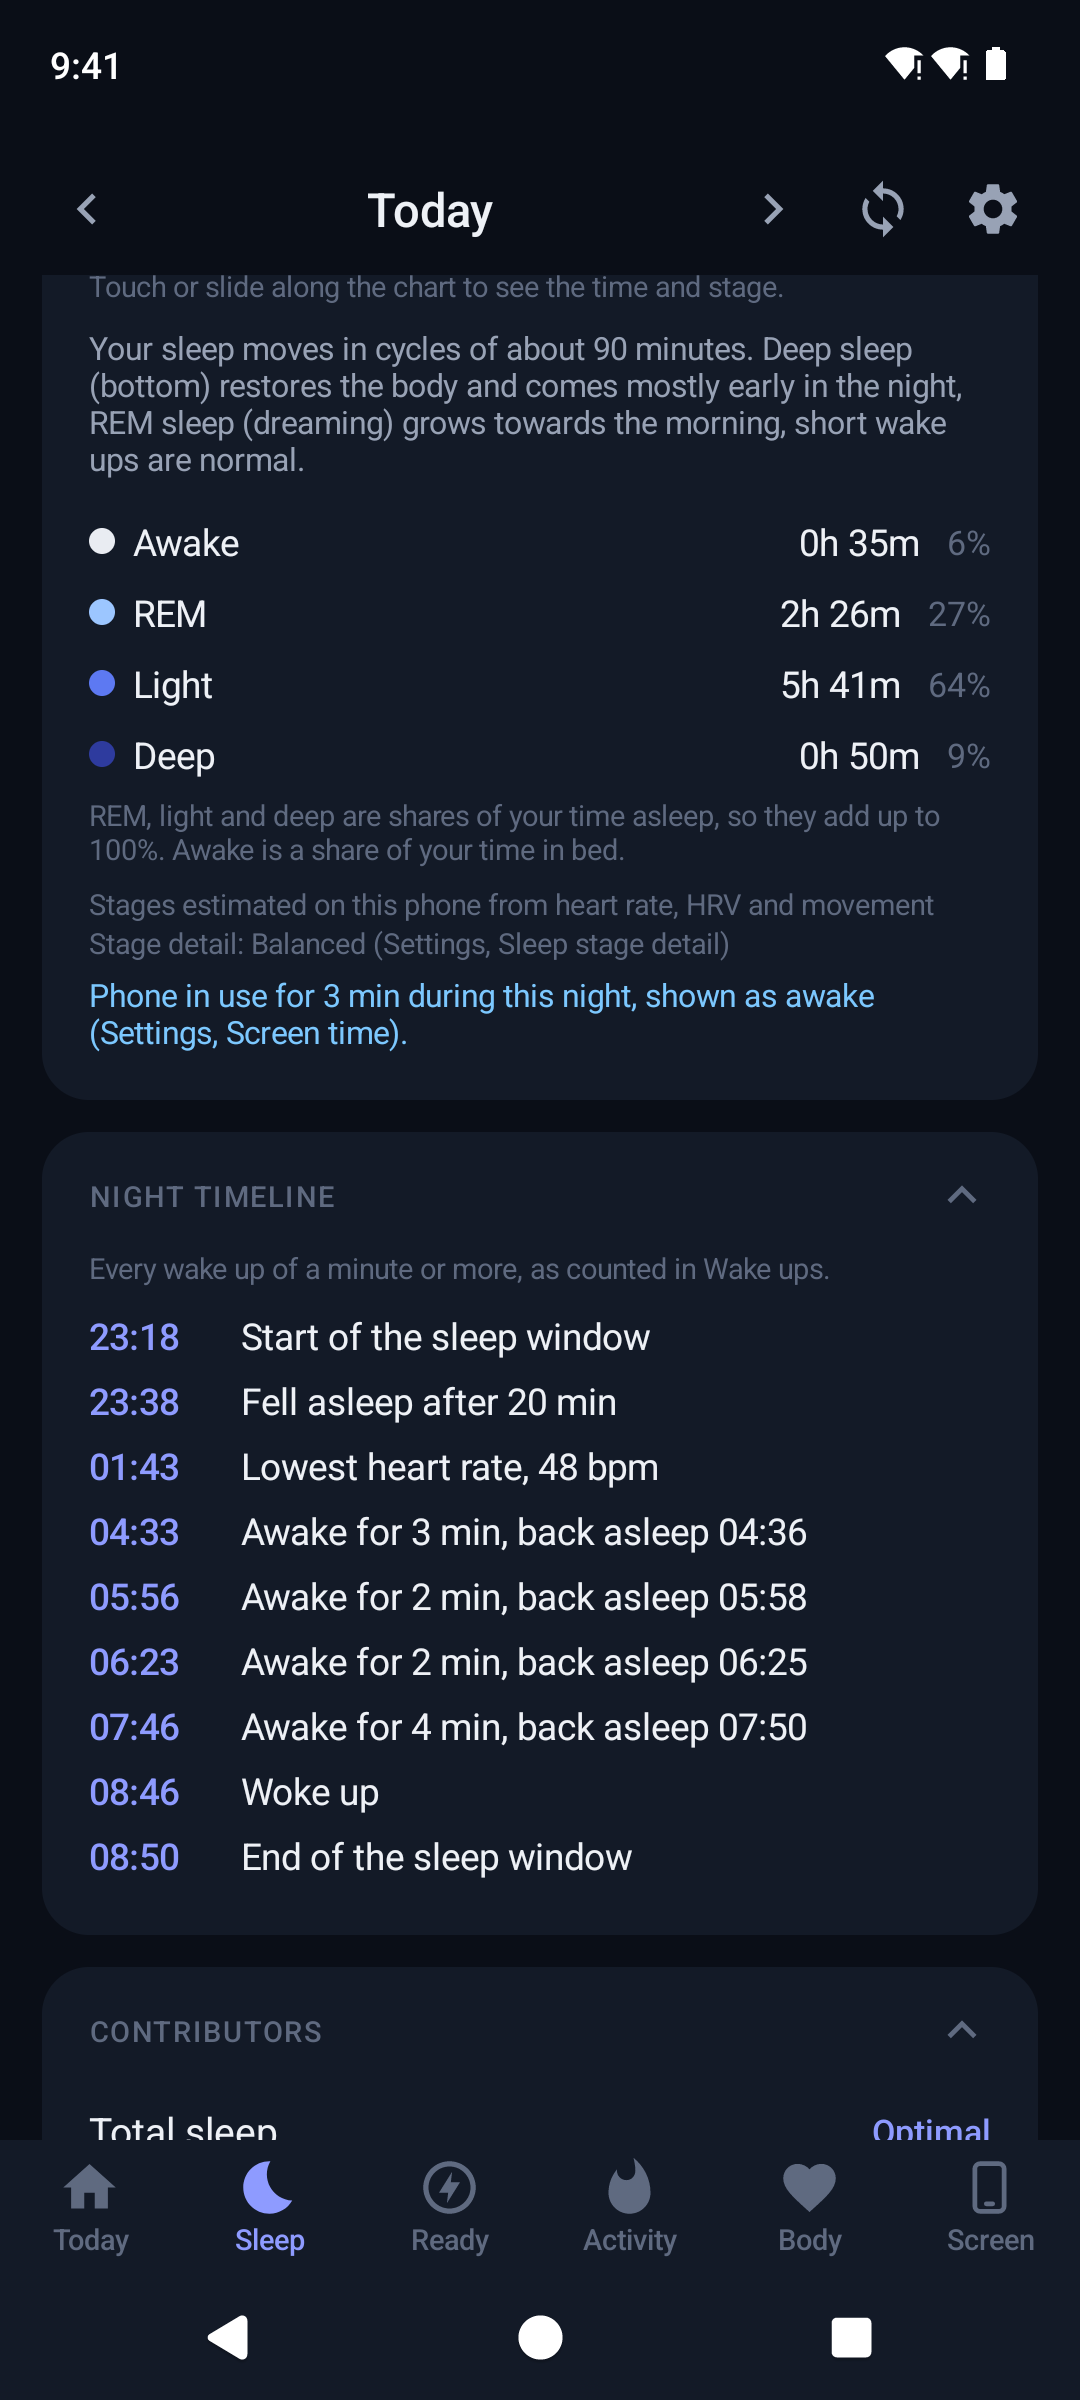 9:41
Today
Touch or slide along the chart to see the time and stage.
Your sleep moves in cycles of about 90 minutes. Deep sleep
(bottom) restores the body and comes mostly early in the night,
REM sleep (dreaming) grows towards the morning, short wake
ups are normal.
Awake 0h 35m 6%
REM 2h 26m 27%
Light 5h 41m 64%
Deep 0h 50m 9%
REM, light and deep are shares of your time asleep, so they add up to
100%. Awake is a share of your time in bed.
Stages estimated on this phone from heart rate, HRV and movement
Stage detail: Balanced (Settings, Sleep stage detail)
Phone in use for 3 min during this night, shown as awake
(Settings, Screen time).
NIGHT TIMELINE
Every wake up of a minute or more, as counted in Wake ups.
23:18 Start of the sleep window
23:38 Fell asleep after 20 min
01:43 Lowest heart rate, 48 bpm
04:33 Awake for 3 min, back asleep 04:36
05:56 Awake for 2 min, back asleep 05:58
06:23 Awake for 2 min, back asleep 06:25
07:46 Awake for 4 min, back asleep 07:50
08:46 Woke up
08:50 End of the sleep window
CONTRIBUTORS
Total sleep Optimal
Today Sleep Ready Activity Body Screen